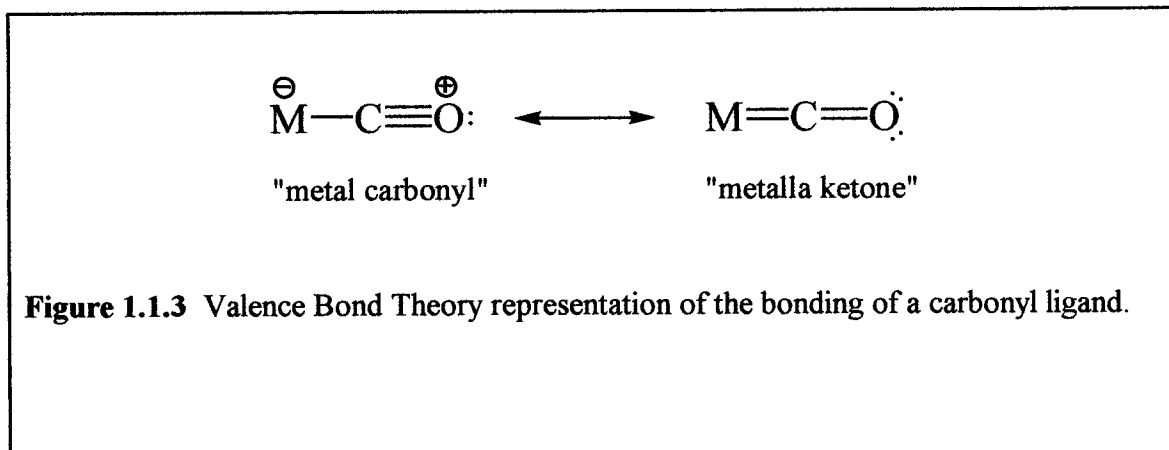 ⊖ ⊕
M—C≡O: ⟷ M=C=O:
"metal carbonyl" "metalla ketone"
Figure 1.1.3 Valence Bond Theory representation of the bonding of a carbonyl ligand.